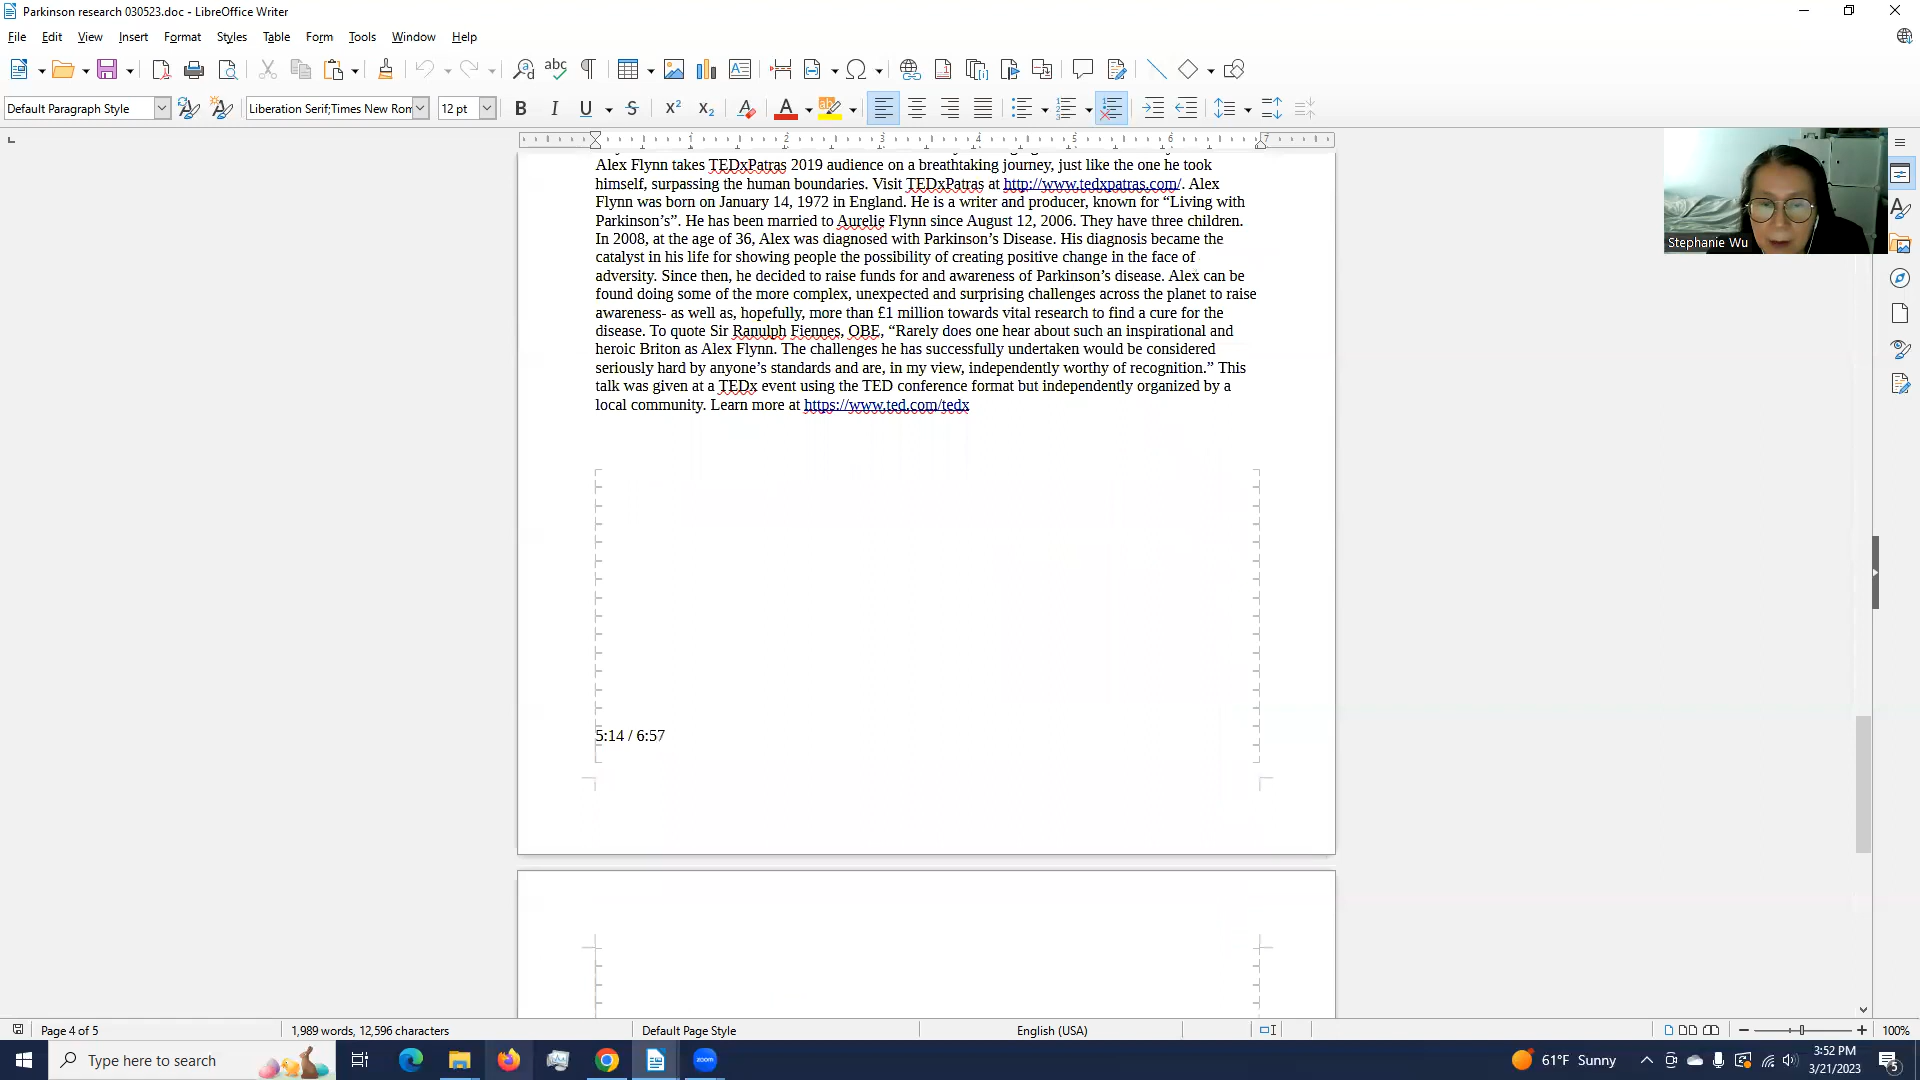 Parkinson research 030523.doc - LibreOffice Writer
File Edit View Insert Format Styles Table Form Tools Window Help
Default Paragraph Style Liberation Serif;Times New Ron 12 pt
1 2 3 4 5 6 7
Alex Flynn takes TEDxPatras 2019 audience on a breathtaking journey, just like the one he took
himself, surpassing the human boundaries. Visit TEDxPatras at http://www.tedxpatras.com/. Alex
Flynn was born on January 14, 1972 in England. He is a writer and producer, known for “Living with
Parkinson’s”. He has been married to Aurelie Flynn since August 12, 2006. They have three children.
In 2008, at the age of 36, Alex was diagnosed with Parkinson’s Disease. His diagnosis became the
catalyst in his life for showing people the possibility of creating positive change in the face of
adversity. Since then, he decided to raise funds for and awareness of Parkinson’s disease. Alex can be
found doing some of the more complex, unexpected and surprising challenges across the planet to raise
awareness- as well as, hopefully, more than £1 million towards vital research to find a cure for the
disease. To quote Sir Ranulph Fiennes, OBE, “Rarely does one hear about such an inspirational and
heroic Briton as Alex Flynn. The challenges he has successfully undertaken would be considered
seriously hard by anyone’s standards and are, in my view, independently worthy of recognition.” This
talk was given at a TEDx event using the TED conference format but independently organized by a
local community. Learn more at https://www.ted.com/tedx
5:14 / 6:57
Stephanie Wu
Page 4 of 5 1,989 words, 12,596 characters Default Page Style English (USA) 100%
Type here to search zoom 61°F Sunny 3:52 PM
3/21/2023 5